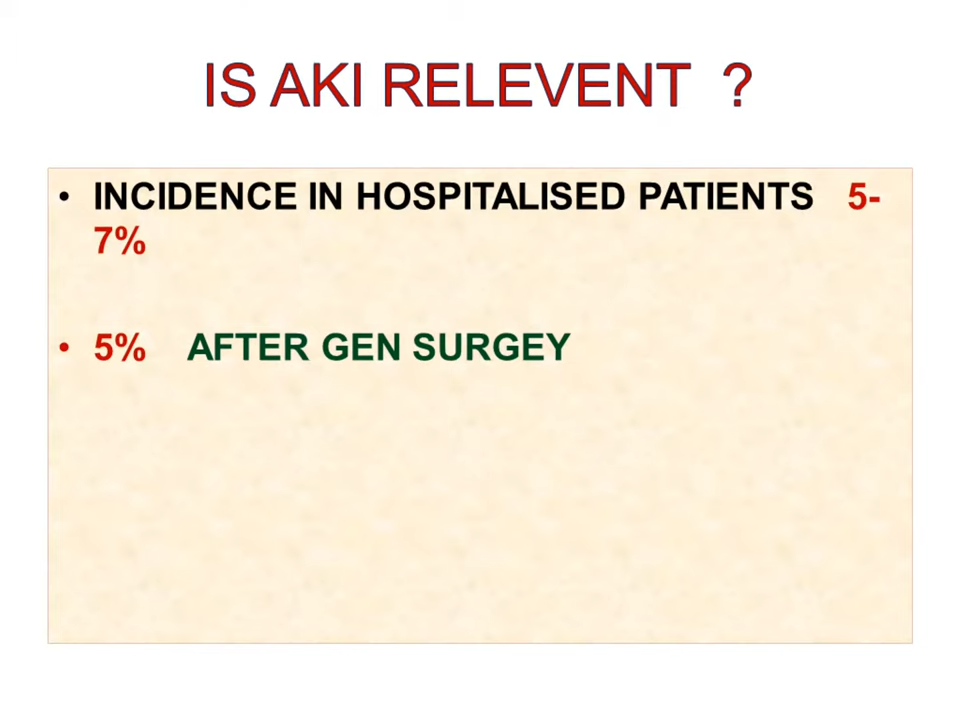 IS AKI RELEVENT ?
• INCIDENCE IN HOSPITALISED PATIENTS 5-
7%
• 5% AFTER GEN SURGEY